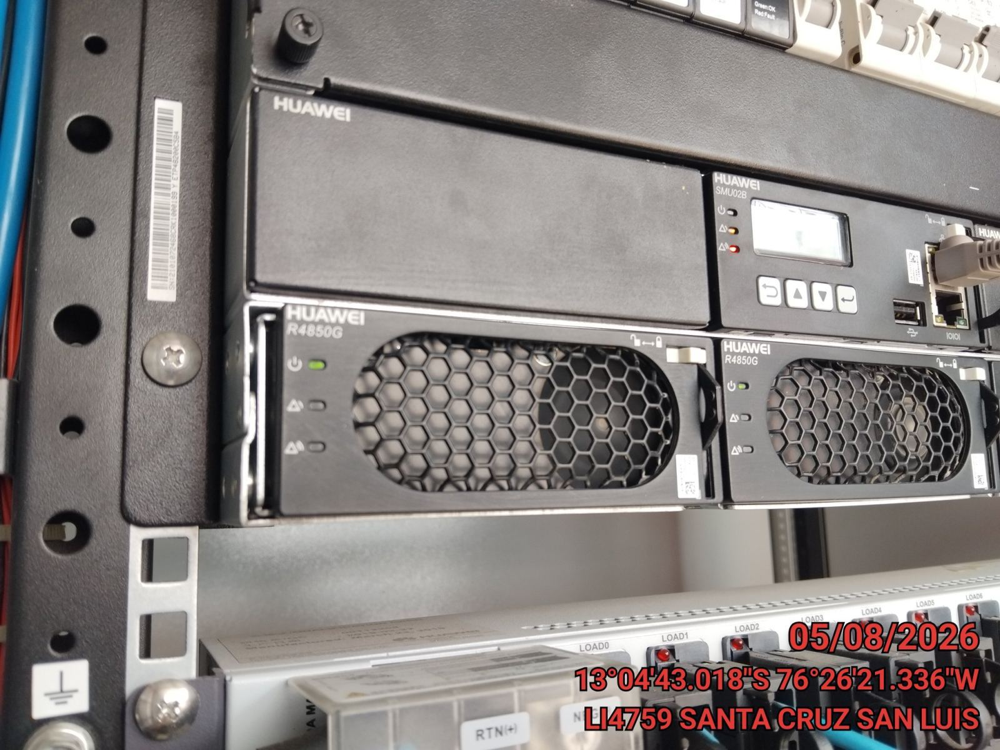 Green:OK
Red:Fault
HUAWEI
HUAWEI
SMU02B
HUAWEI
R4850G
HUAWEI
R4850G
LOAD0
LOAD1
LOAD2
LOAD3
LOAD4
LOAD5
LOAD6
RTN(+)
05/08/2026
13°04'43.018"S 76°26'21.336"W
LI4759 SANTA CRUZ SAN LUIS